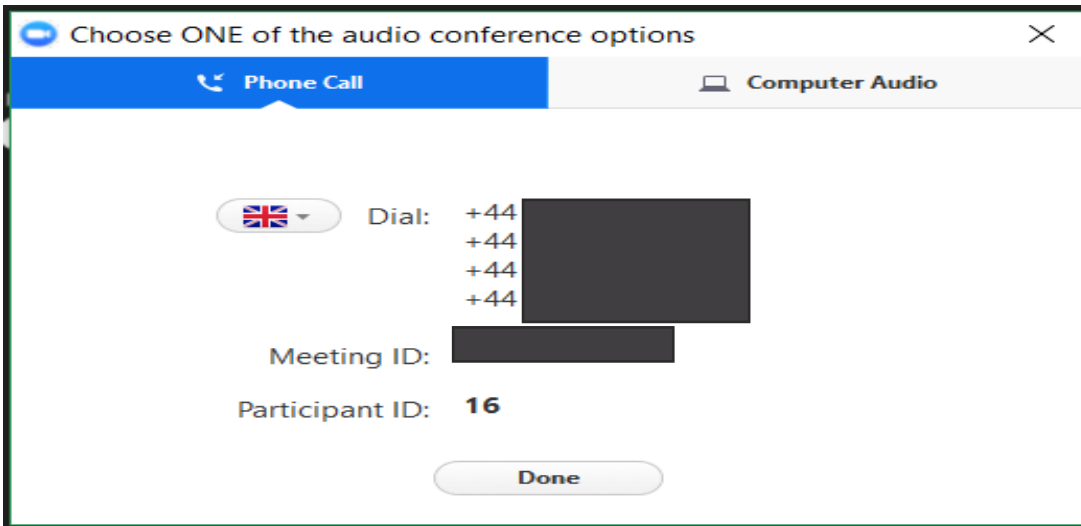 Choose ONE of the audio conference options
Phone Call
Computer Audio
Dial: +44
+44
+44
+44
Meeting ID:
Participant ID: 16
Done